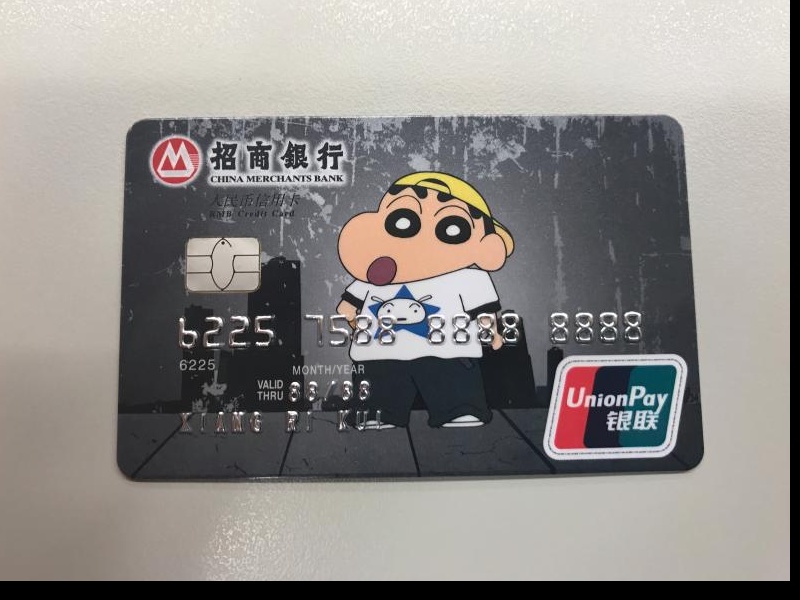 招商銀行
CHINA MERCHANTS BANK
人民币信用卡
RMB Credit Card
6225 7588 8888 8888
6225
MONTH/YEAR
VALID THRU 88/88
XIANG RI KUI
UnionPay
银联